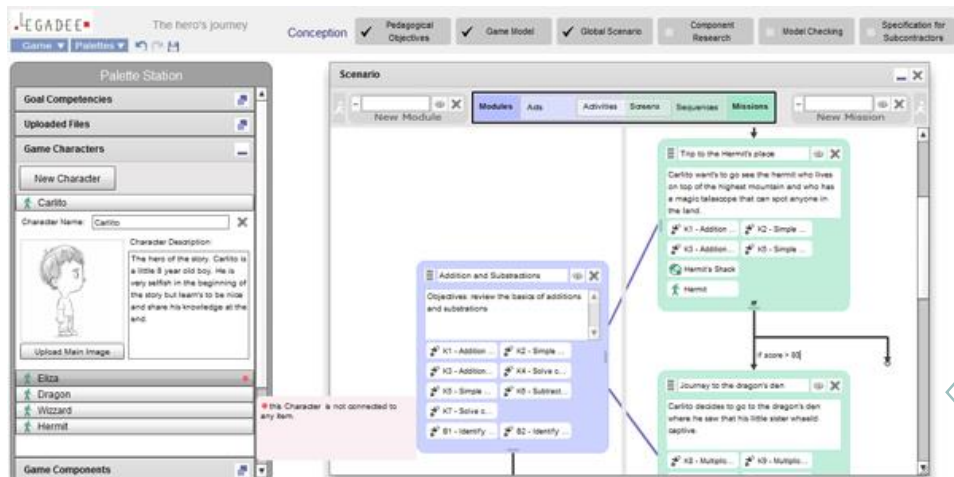 LEGADEE
The hero's journey
Game
Palettes
Conception
Pedagogical
Objectives
Game Model
Global Scenario
Component
Research
Model Checking
Specification for
Subcontractors
Palette Station
Goal Competencies
Uploaded Files
Game Characters
New Character
Carlito
Character Name:
Carlito
Character Description:
The hero of the story. Carlito is
a little 8 year old boy. He is
very selfish in the beginning of
the story but learn's to be nice
and share his knowledge at the
end.
Upload Main Image
Eliza
Dragon
Wizzard
Hermit
Game Components
this Character is not connected to
any item.
Scenario
New Module
Modules
Acts
Activities
Screens
Sequences
Missions
New Mission
Addition and Substractions
Objectives: review the basics of additions
and substrations
K1 - Addition ...
K2 - Simple ...
K3 - Addition...
K4 - Solve c...
K5 - Simple ...
K6 - Subtract...
K7 - Solve c...
B1 - Identify ...
B2 - Identify ...
Trip to the Hermit's place
Carlito want's to go see the hermit who lives
on top of the highest mountain and who has
a magic telescope that can spot anyone in
the land.
K1 - Addition ...
K2 - Simple ...
K3 - Addition...
K5 - Simple ...
Hermit's Shack
Hermit
if score > 80
Journey to the dragon's den
Carlito decides to go to the dragon's den
where he saw that his little sister
captive.
K8 - Multiplic...
K9 - Multiplic...